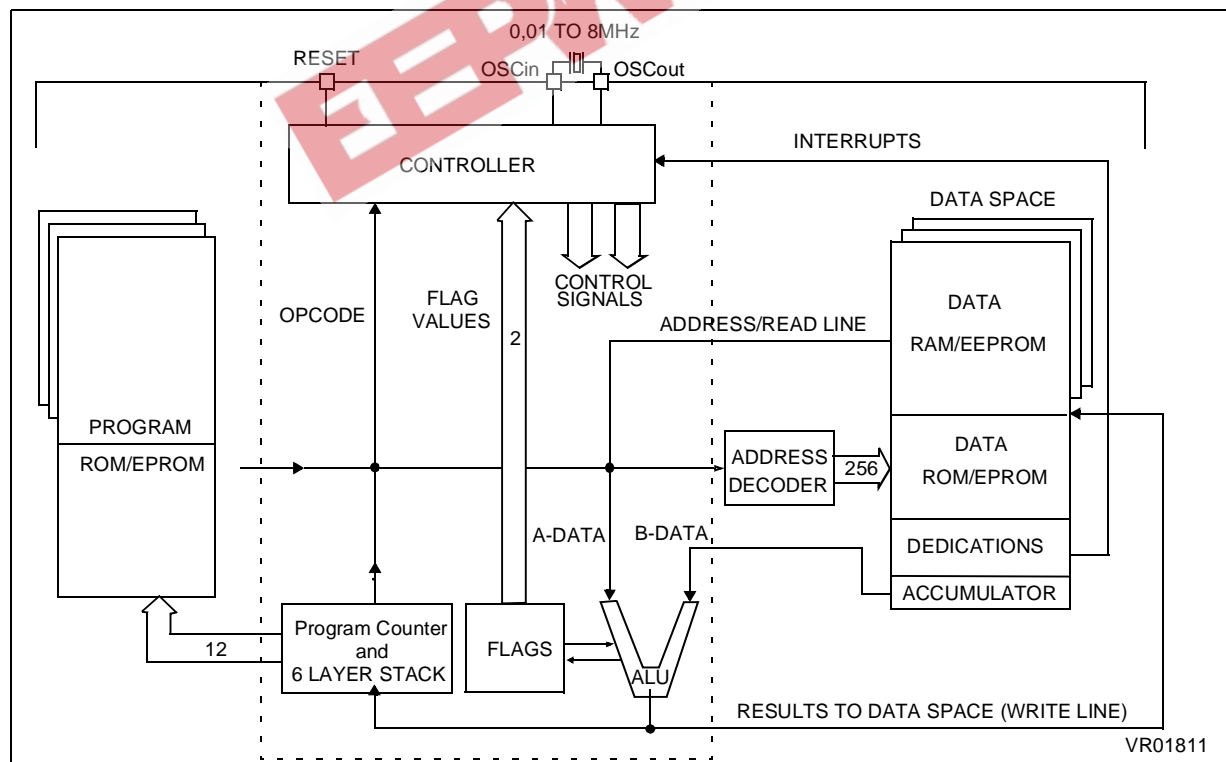 0,01 TO 8MHz
RESET
OSCin
OSCout
CONTROLLER
INTERRUPTS
DATA SPACE
OPCODE
FLAG
VALUES
2
CONTROL
SIGNALS
ADDRESS/READ LINE
DATA
RAM/EEPROM
PROGRAM
ROM/EPROM
ADDRESS
DECODER
256
DATA
ROM/EPROM
A-DATA
B-DATA
DEDICATIONS
ACCUMULATOR
12
Program Counter
and
6 LAYER STACK
FLAGS
ALU
RESULTS TO DATA SPACE (WRITE LINE)
VR01811